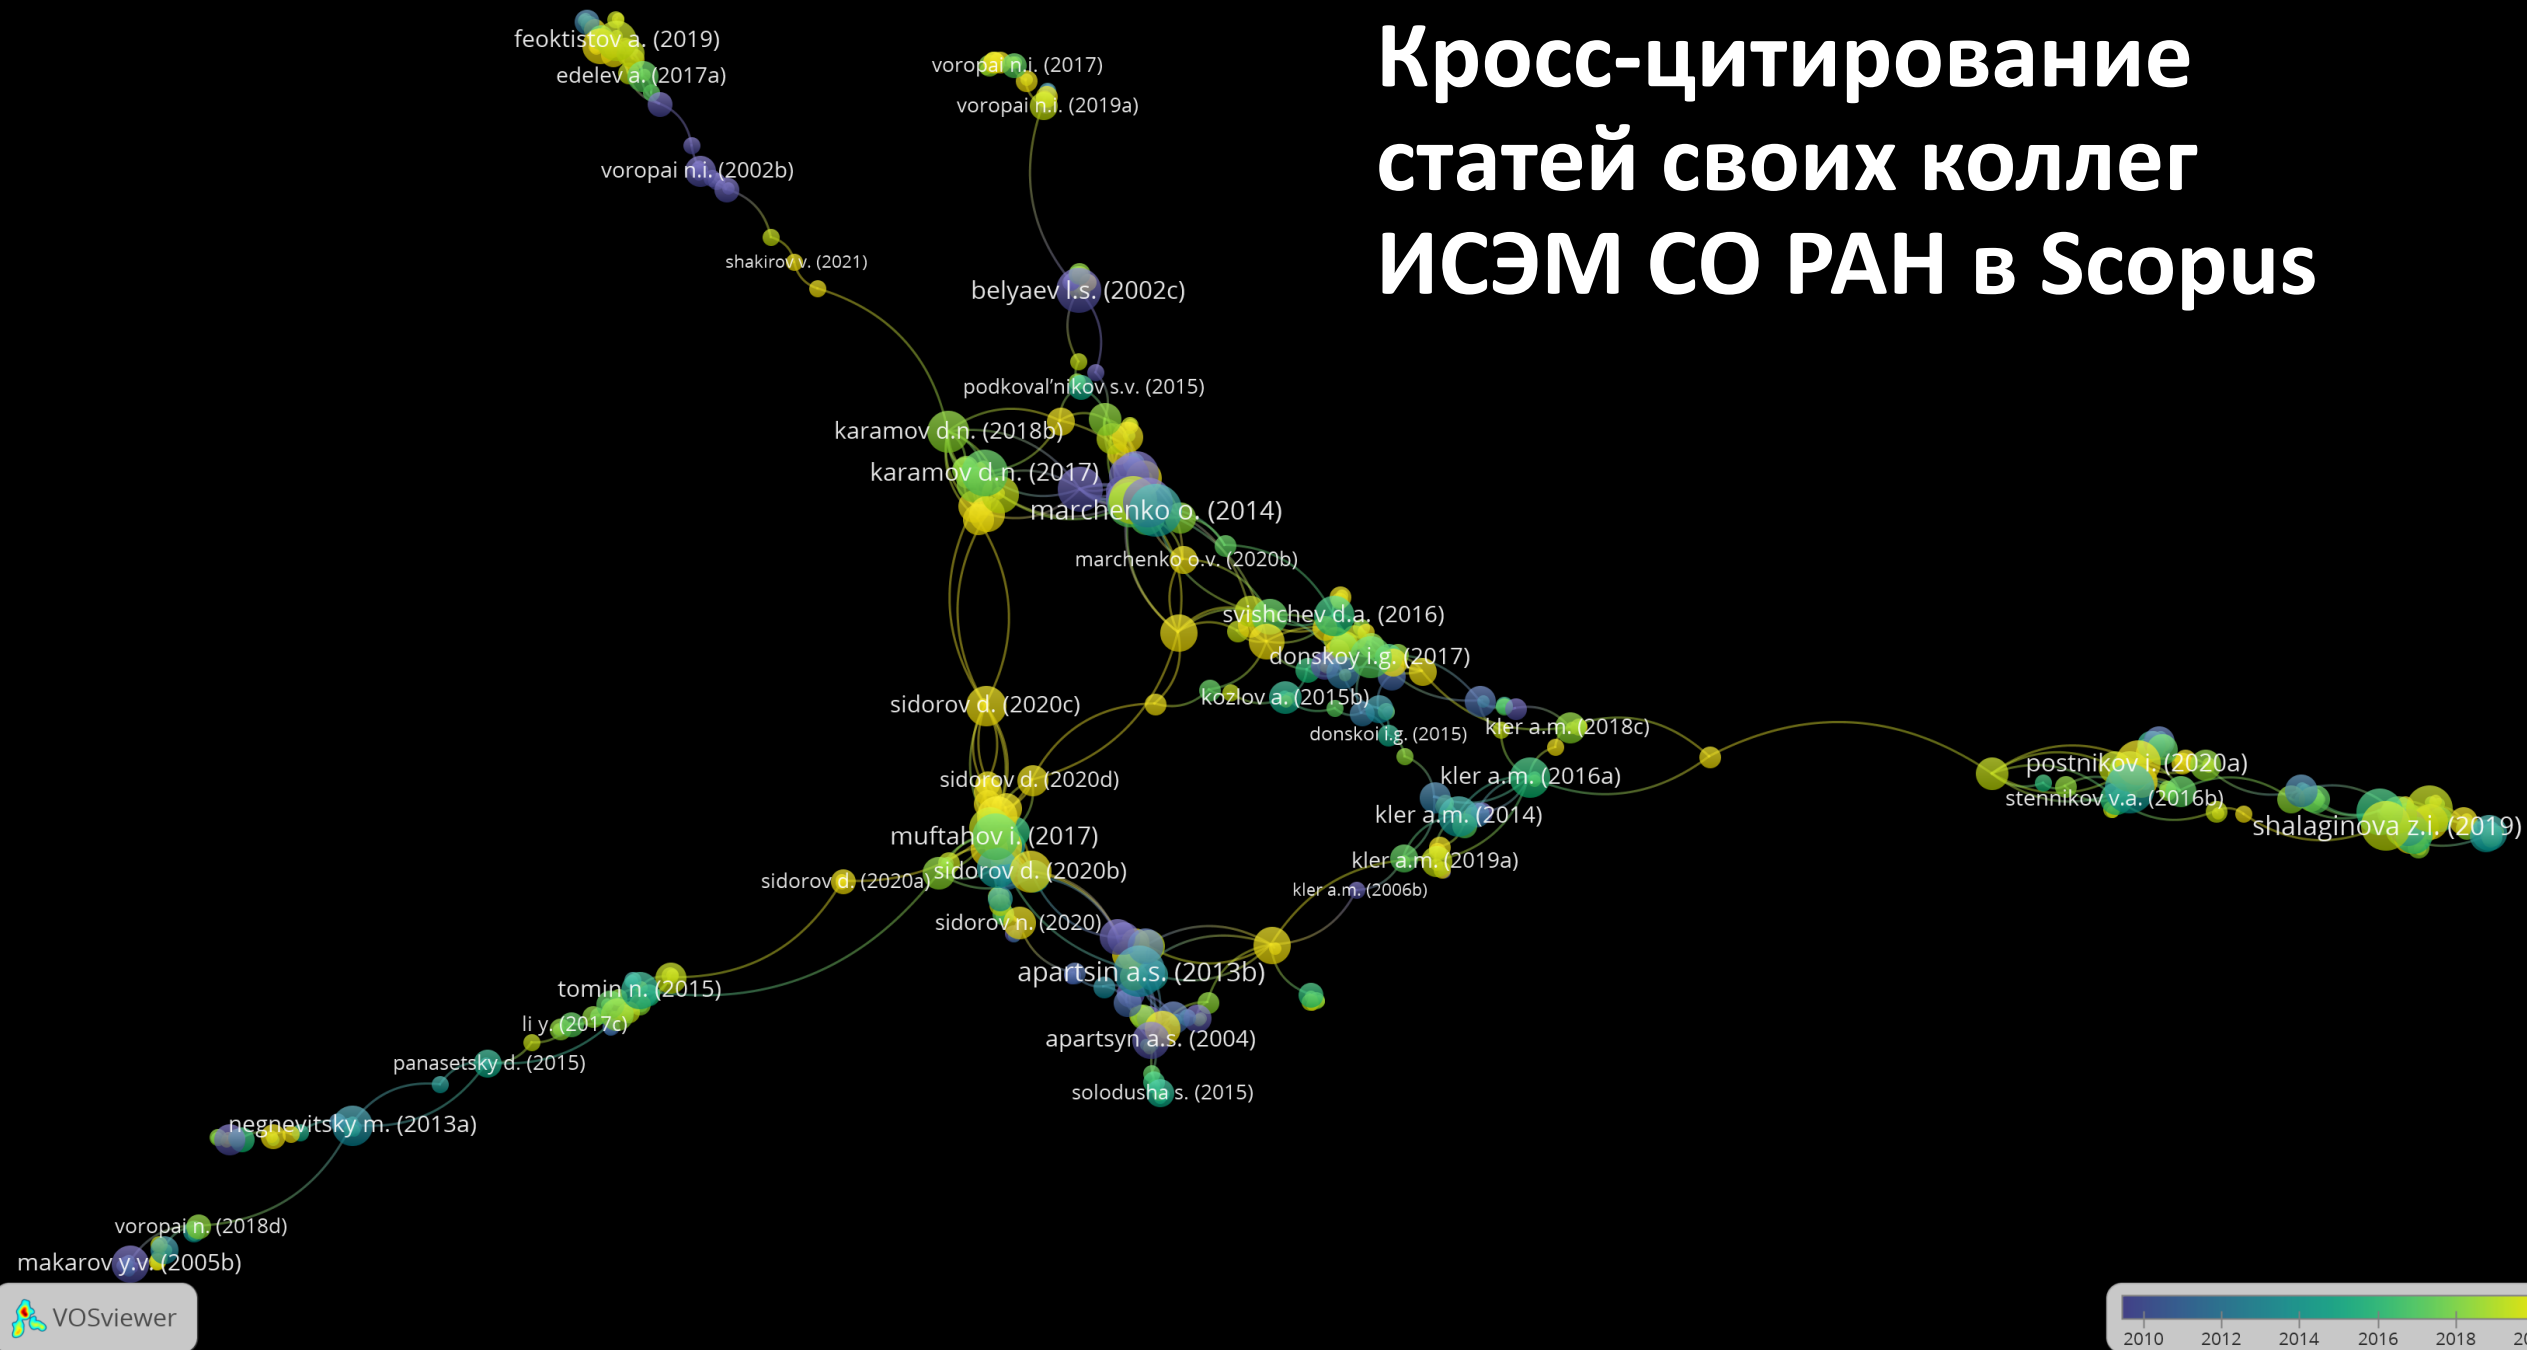 Кросс-цитирование
статей своих коллег
ИСЭМ СО РАН в Scopus
feoktistov a. (2019)
edelev a. (2017a)
voropai n.i. (2017)
voropai n.i. (2019a)
voropai n.i. (2002b)
shakirov v. (2021)
belyaev l.s. (2002c)
podkoval'nikov s.v. (2015)
karamov d.n. (2018b)
karamov d.n. (2017)
marchenko o. (2014)
marchenko o.v. (2020b)
svishchev d.a. (2016)
donskoy i.g. (2017)
kozlov a. (2015b)
sidorov d. (2020c)
donskoi i.g. (2015)
kler a.m. (2018c)
sidorov d. (2020d)
kler a.m. (2016a)
postnikov i. (2020a)
stennikov v.a. (2016b)
kler a.m. (2014)
shalaginova z.i. (2019)
muftahov i. (2017)
kler a.m. (2019a)
sidorov d. (2020a)
sidorov d. (2020b)
kler a.m. (2006b)
sidorov n. (2020)
apartsin a.s. (2013b)
tomin n. (2015)
li y. (2017c)
apartsyn a.s. (2004)
panasetsky d. (2015)
solodusha s. (2015)
negnevitsky m. (2013a)
voropai n. (2018d)
makarov y.v. (2005b)
VOSviewer
2010 2012 2014 2016 2018